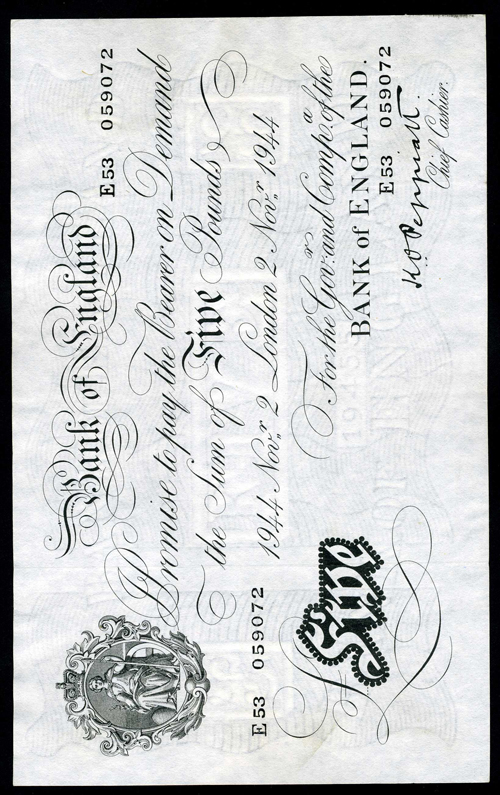 Bank of England
E53 059072
I Promise to pay the Bearer on Demand
the Sum of Five Pounds
1944 Novr. 2 London 2 Novr. 1944
For the Govr. and Compa. of the
BANK of ENGLAND.
E53 059072
E53 059072
£Five
K.O. Peppiatt.
Chief Cashier.